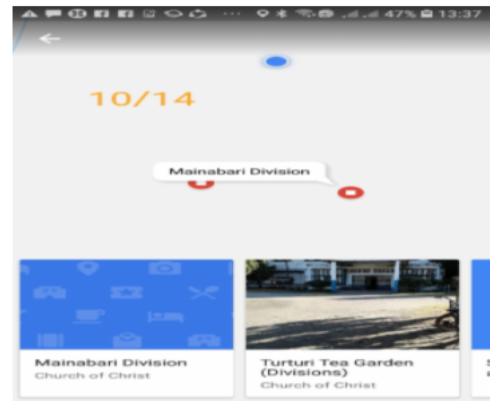 47% 13:37
10/14
Mainabari Division
Mainabari Division
Church of Christ
Turturi Tea Garden
(Divisions)
Church of Christ